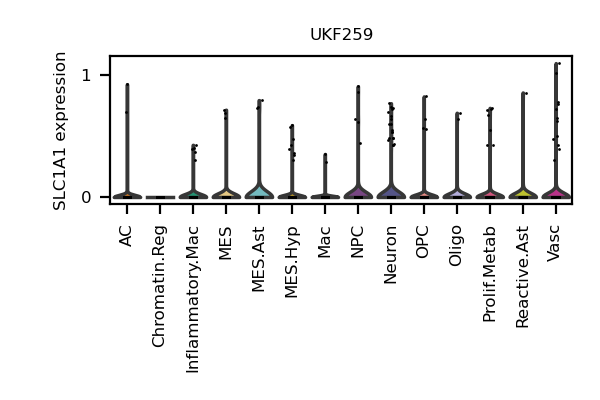 UKF259
SLC1A1 expression
1
0
AC
Chromatin.Reg
Inflammatory.Mac
MES
MES.Ast
MES.Hyp
Mac
NPC
Neuron
OPC
Oligo
Prolif.Metab
Reactive.Ast
Vasc